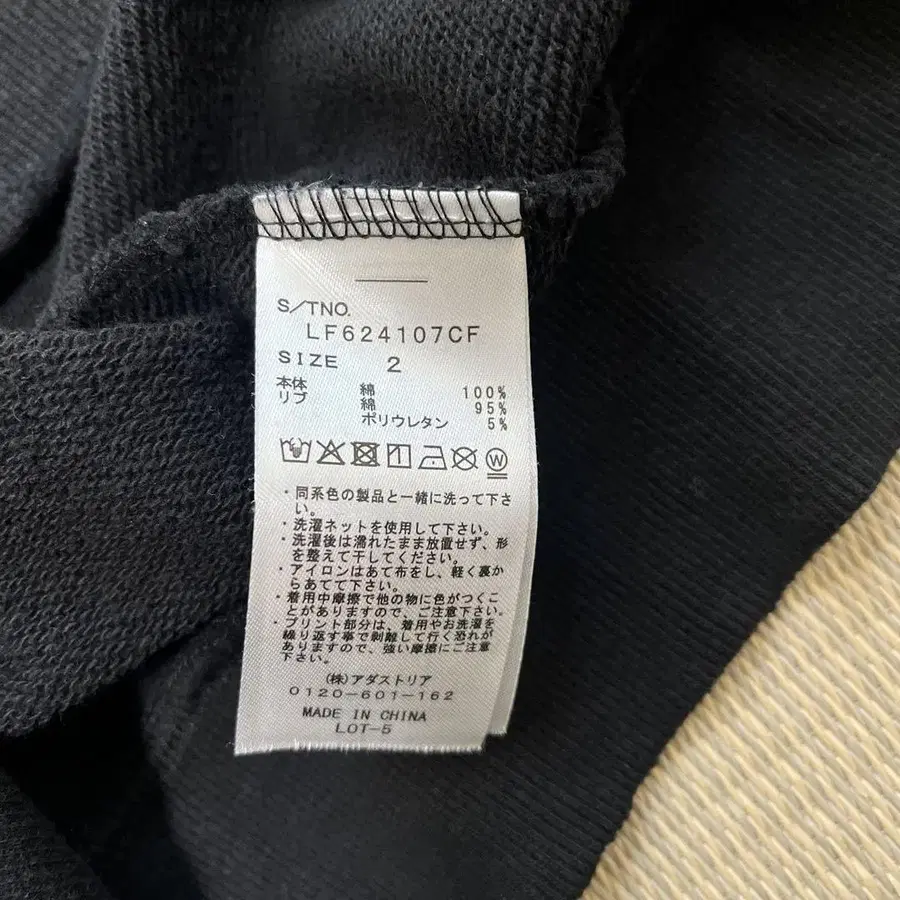 S/TNO.
LF624107CF
SIZE 2
本体 綿 100%
リブ 綿 95%
ポリウレタン 5%
W
・同系色の製品と一緒に洗って下さ
い。
・洗濯ネットを使用して下さい。
・洗濯後は濡れたまま放置せず、形
を整えて干してください。
・アイロンはあて布をし、軽く裏か
らあてて下さい。
・着用中摩擦で他の物に色がつくこ
とがありますので、ご注意下さい。
・プリント部分は、着用やお洗濯を
繰り返す事で剥離して行く恐れが
ありますので、強い摩擦にご注意
下さい。
(株)アダストリア
0120-601-162
MADE IN CHINA
LOT-5